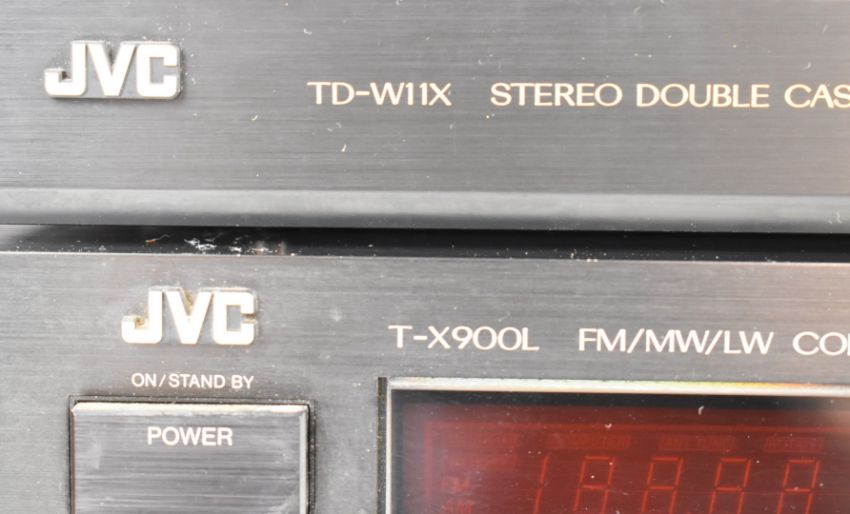 JVC
TD-W11X STEREO DOUBLE CAS
JVC
T-X900L FM/MW/LW CO
ON/STAND BY
POWER